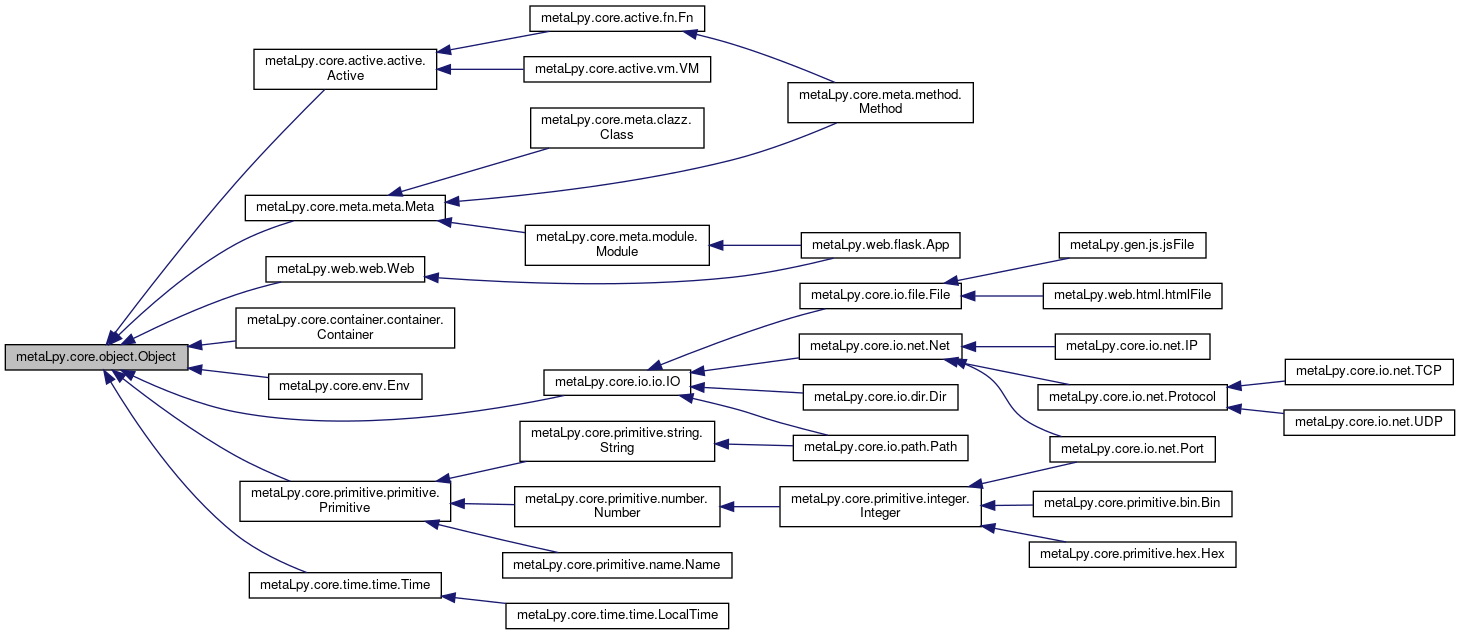 metaLpy.core.active.fn.Fn
metaLpy.core.active.active.
Active
metaLpy.core.active.vm.VM
metaLpy.core.meta.method.
Method
metaLpy.core.meta.clazz.
Class
metaLpy.core.meta.meta.Meta
metaLpy.core.meta.module.
Module
metaLpy.web.flask.App
metaLpy.gen.js.jsFile
metaLpy.web.web.Web
metaLpy.core.io.file.File
metaLpy.web.html.htmlFile
metaLpy.core.container.container.
Container
metaLpy.core.object.Object
metaLpy.core.io.net.Net
metaLpy.core.io.net.IP
metaLpy.core.env.Env
metaLpy.core.io.io.IO
metaLpy.core.io.dir.Dir
metaLpy.core.io.net.Protocol
metaLpy.core.io.net.TCP
metaLpy.core.io.net.UDP
metaLpy.core.primitive.string.
String
metaLpy.core.io.path.Path
metaLpy.core.io.net.Port
metaLpy.core.primitive.primitive.
Primitive
metaLpy.core.primitive.number.
Number
metaLpy.core.primitive.integer.
Integer
metaLpy.core.primitive.bin.Bin
metaLpy.core.primitive.hex.Hex
metaLpy.core.primitive.name.Name
metaLpy.core.time.time.Time
metaLpy.core.time.time.LocalTime